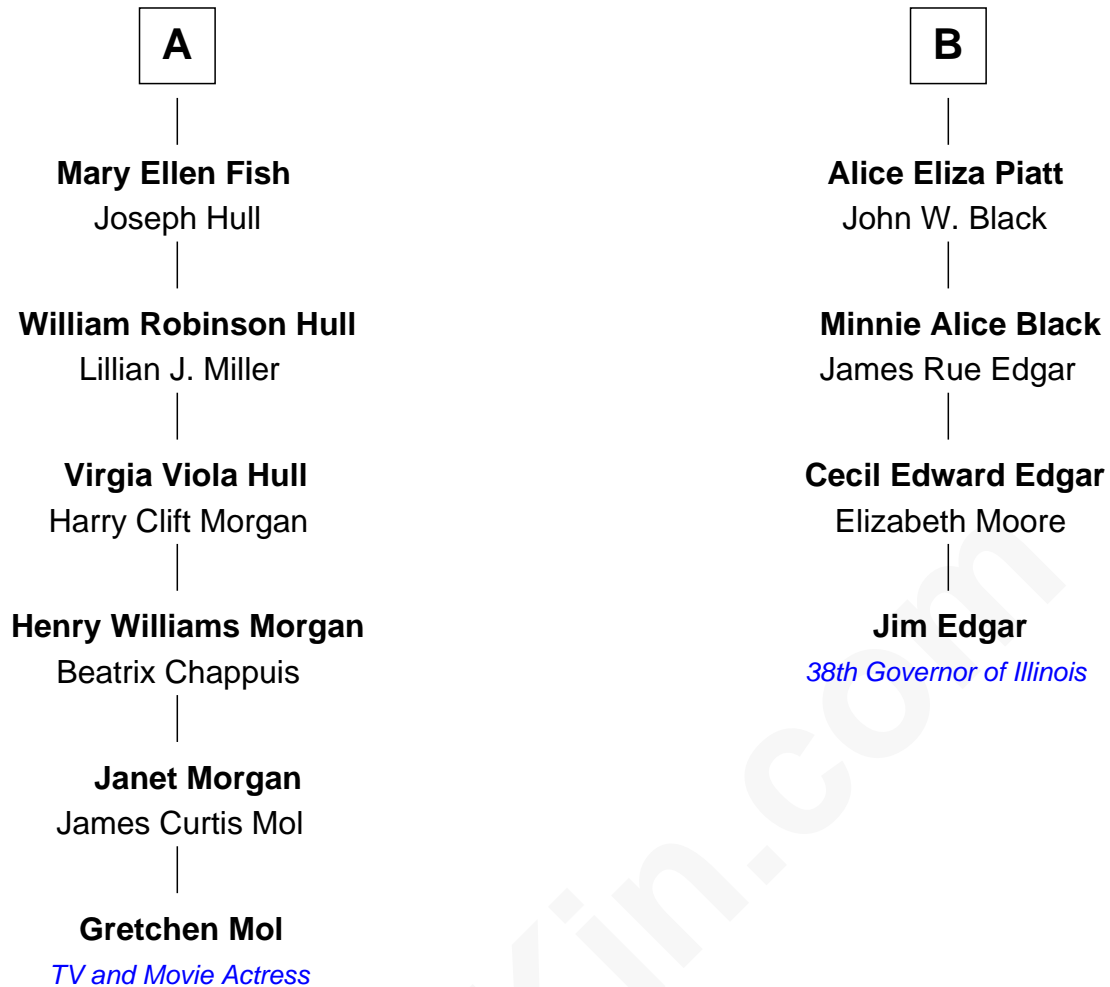 A
Mary Ellen Fish
Joseph Hull
William Robinson Hull
Lillian J. Miller
Virgia Viola Hull
Harry Clift Morgan
Henry Williams Morgan
Beatrix Chappuis
Janet Morgan
James Curtis Mol
Gretchen Mol
TV and Movie Actress
B
Alice Eliza Piatt
John W. Black
Minnie Alice Black
James Rue Edgar
Cecil Edward Edgar
Elizabeth Moore
Jim Edgar
38th Governor of Illinois
Kin.com